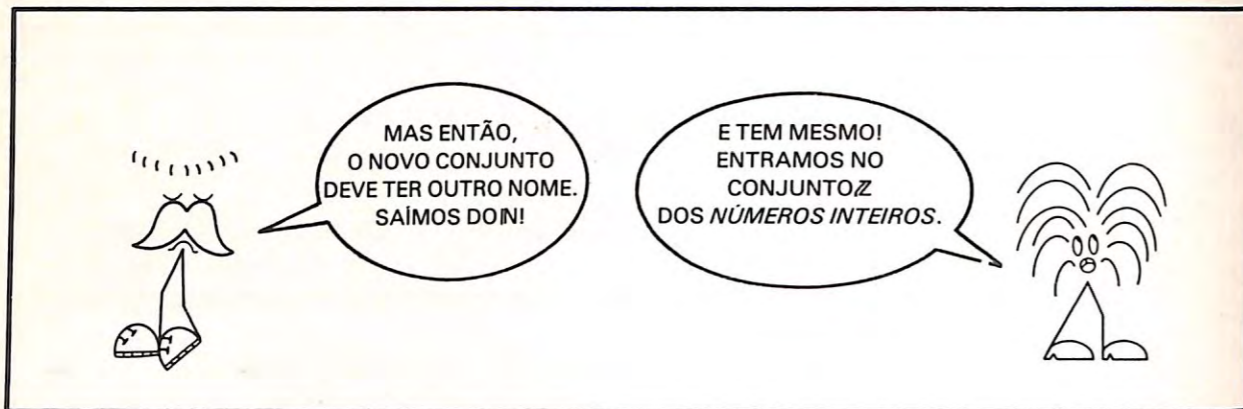 MAS ENTÃO,
O NOVO CONJUNTO
DEVE TER OUTRO NOME.
SAÍMOS DO ℕ!
E TEM MESMO!
ENTRAMOS NO
CONJUNTO ℤ
DOS NÚMEROS INTEIROS.